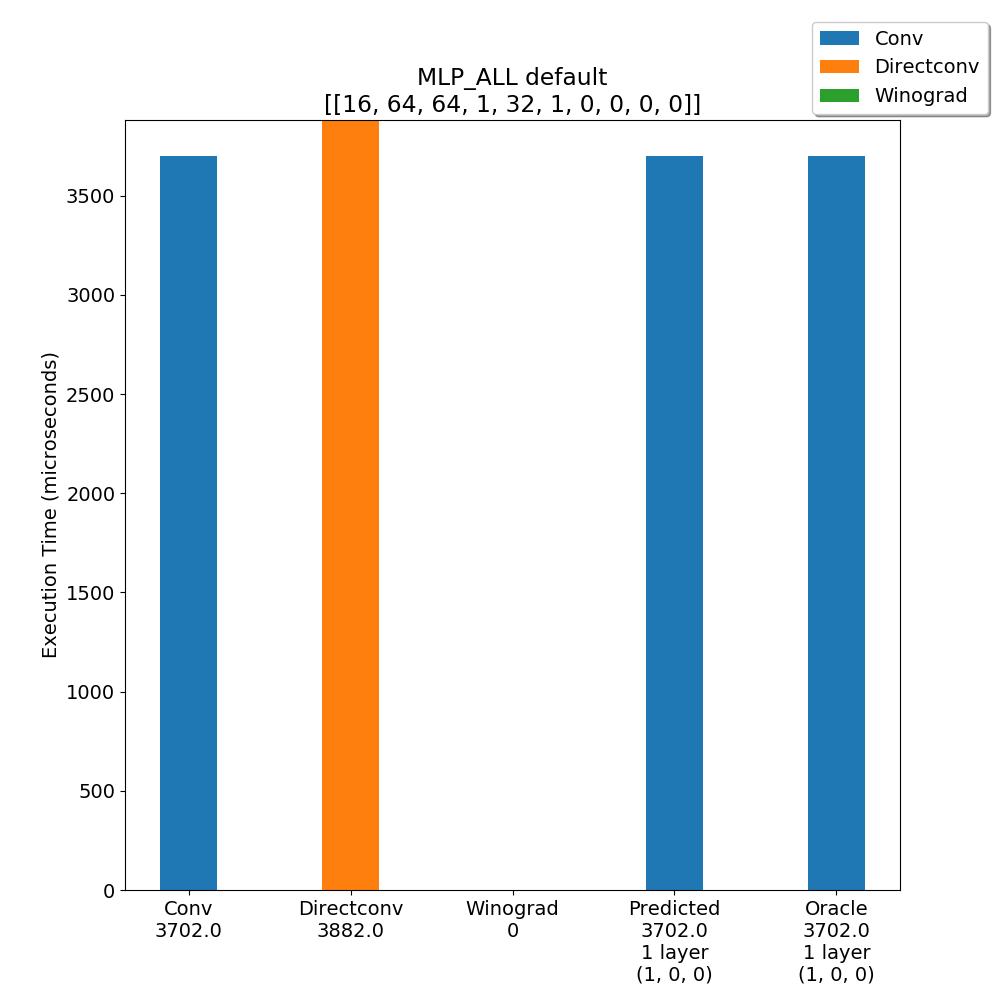 Conv
Directconv
Winograd
MLP_ALL default
[[16, 64, 64, 1, 32, 1, 0, 0, 0, 0]]
Execution Time (microseconds)
3500
3000
2500
2000
1500
1000
500
0
Conv
3702.0
Directconv
3882.0
Winograd
0
Predicted
3702.0
1 layer
(1, 0, 0)
Oracle
3702.0
1 layer
(1, 0, 0)